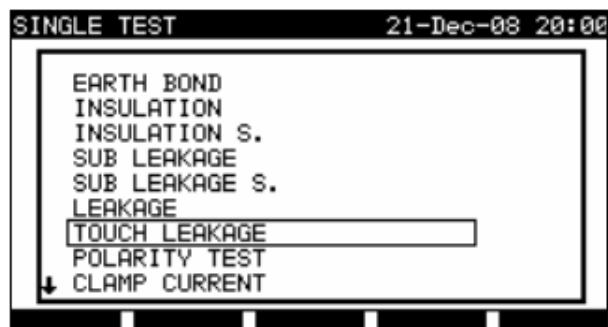 SINGLE TEST 21-Dec-08 20:00
EARTH BOND
INSULATION
INSULATION S.
SUB LEAKAGE
SUB LEAKAGE S.
LEAKAGE
TOUCH LEAKAGE
POLARITY TEST
CLAMP CURRENT